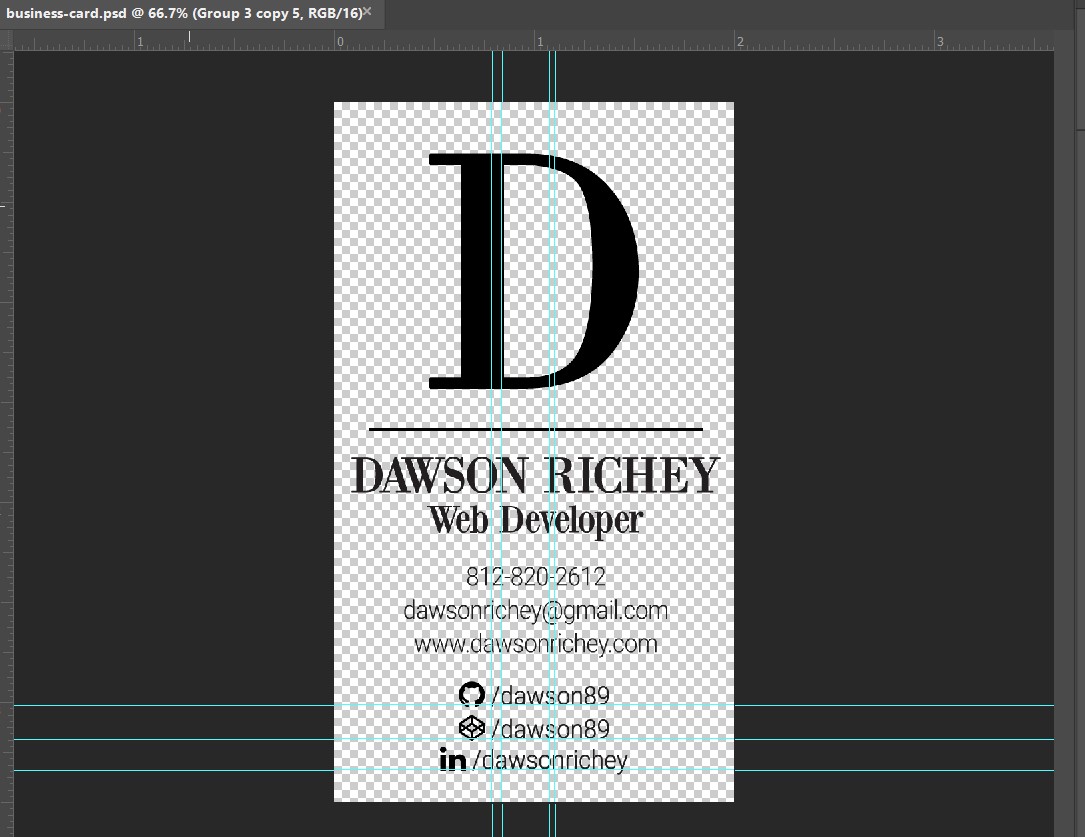 business-card.psd @ 66.7% (Group 3 copy 5, RGB/16)
1 0 1 2 3
D
DAWSON RICHEY
Web Developer
812-820-2612
dawsonrichey@gmail.com
www.dawsonrichey.com
/dawson89
/dawson89
in /dawsonrichey